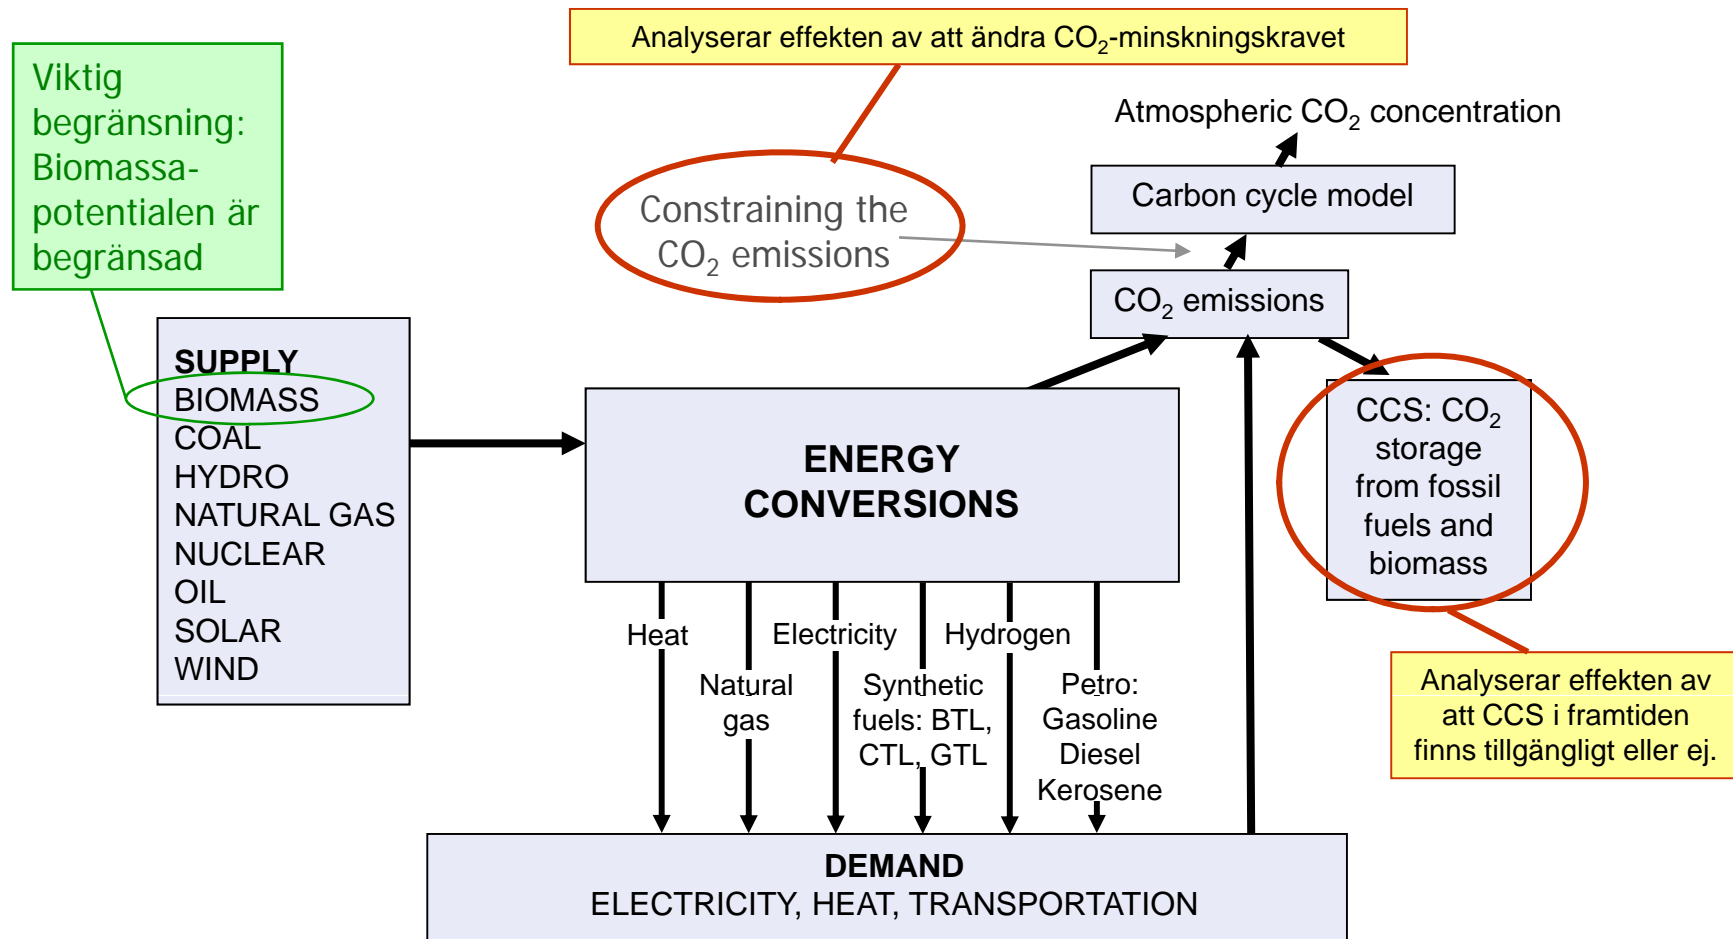 Analyserar effekten av att ändra CO₂-minskningskravet
Viktig
begränsning:
Biomassa-
potentialen är
begränsad
Atmospheric CO₂ concentration
Carbon cycle model
Constraining the
CO₂ emissions
CO₂ emissions
SUPPLY
BIOMASS
COAL
HYDRO
NATURAL GAS
NUCLEAR
OIL
SOLAR
WIND
ENERGY
CONVERSIONS
CCS: CO₂
storage
from fossil
fuels and
biomass
Heat
Natural
gas
Electricity
Synthetic
fuels: BTL,
CTL, GTL
Hydrogen
Petro:
Gasoline
Diesel
Kerosene
Analyserar effekten av
att CCS i framtiden
finns tillgängligt eller ej.
DEMAND
ELECTRICITY, HEAT, TRANSPORTATION